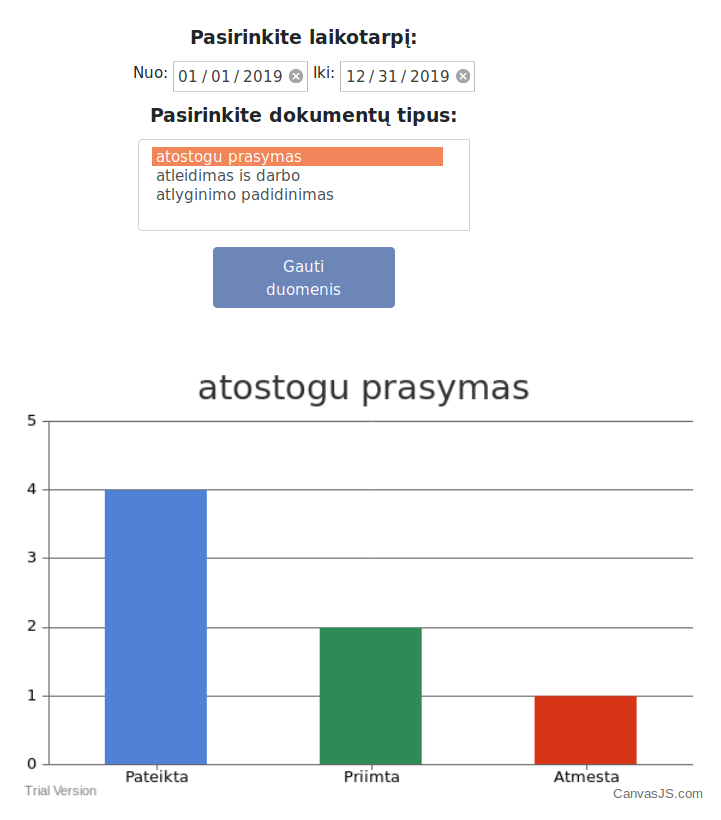 Pasirinkite laikotarpį:
Nuo: 01/01/2019 Iki: 12/31/2019
Pasirinkite dokumentų tipus:
atostogu prasymas
atleidimas is darbo
atlyginimo padidinimas
Gauti
duomenis
atostogu prasymas
5
4
3
2
1
0
Pateikta Priimta Atmesta
Trial Version CanvasJS.com